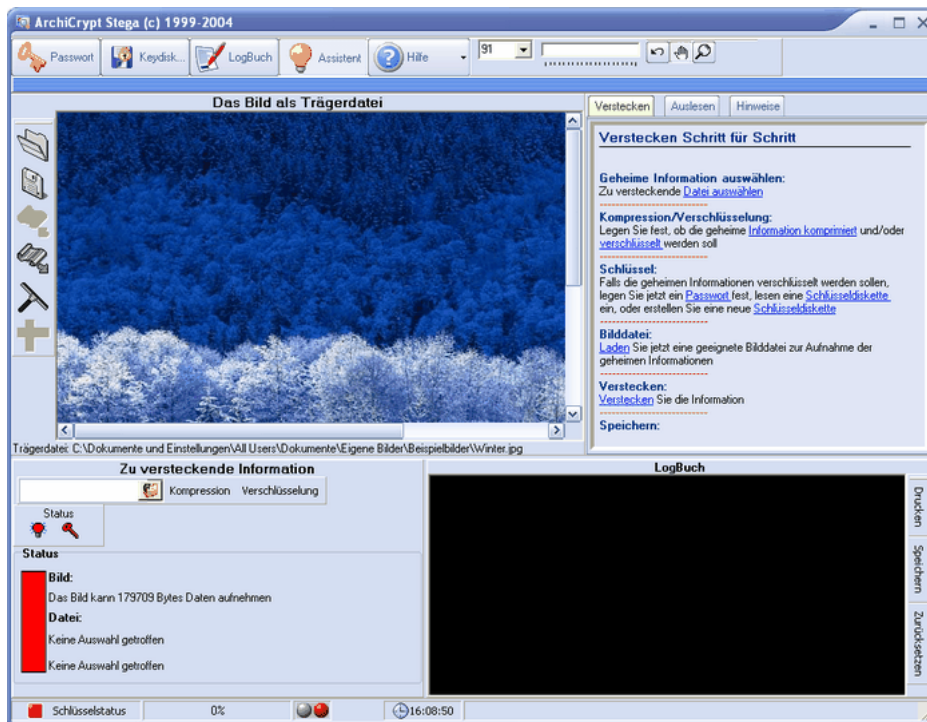 ArchiCrypt Stega (c) 1999-2004
Passwort
Keydisk...
LogBuch
Assistent
Hilfe
91
Das Bild als Trägerdatei
Trägerdatei: C:\Dokumente und Einstellungen\All Users\Dokumente\Eigene Bilder\Beispielbilder\Winter.jpg
Verstecken
Auslesen
Hinweise
Verstecken Schritt für Schritt
Geheime Information auswählen:
Zu versteckende Datei auswählen
--------------------------
Kompression/Verschlüsselung:
Legen Sie fest, ob die geheime Information komprimiert und/oder
verschlüsselt werden soll
--------------------------
Schlüssel:
Falls die geheimen Informationen verschlüsselt werden sollen,
legen Sie jetzt ein Passwort fest, lesen eine Schlüsseldiskette
ein, oder erstellen Sie eine neue Schlüsseldiskette
--------------------------
Bilddatei:
Laden Sie jetzt eine geeignete Bilddatei zur Aufnahme der
geheimen Informationen
--------------------------
Verstecken:
Verstecken Sie die Information
--------------------------
Speichern:
Zu versteckende Information
Kompression Verschlüsselung
Status
Status
Bild:
Das Bild kann 179709 Bytes Daten aufnehmen
Datei:
Keine Auswahl getroffen
Keine Auswahl getroffen
LogBuch
Drucken
Speichern
Zurücksetzen
Schlüsselstatus
0%
16:08:50